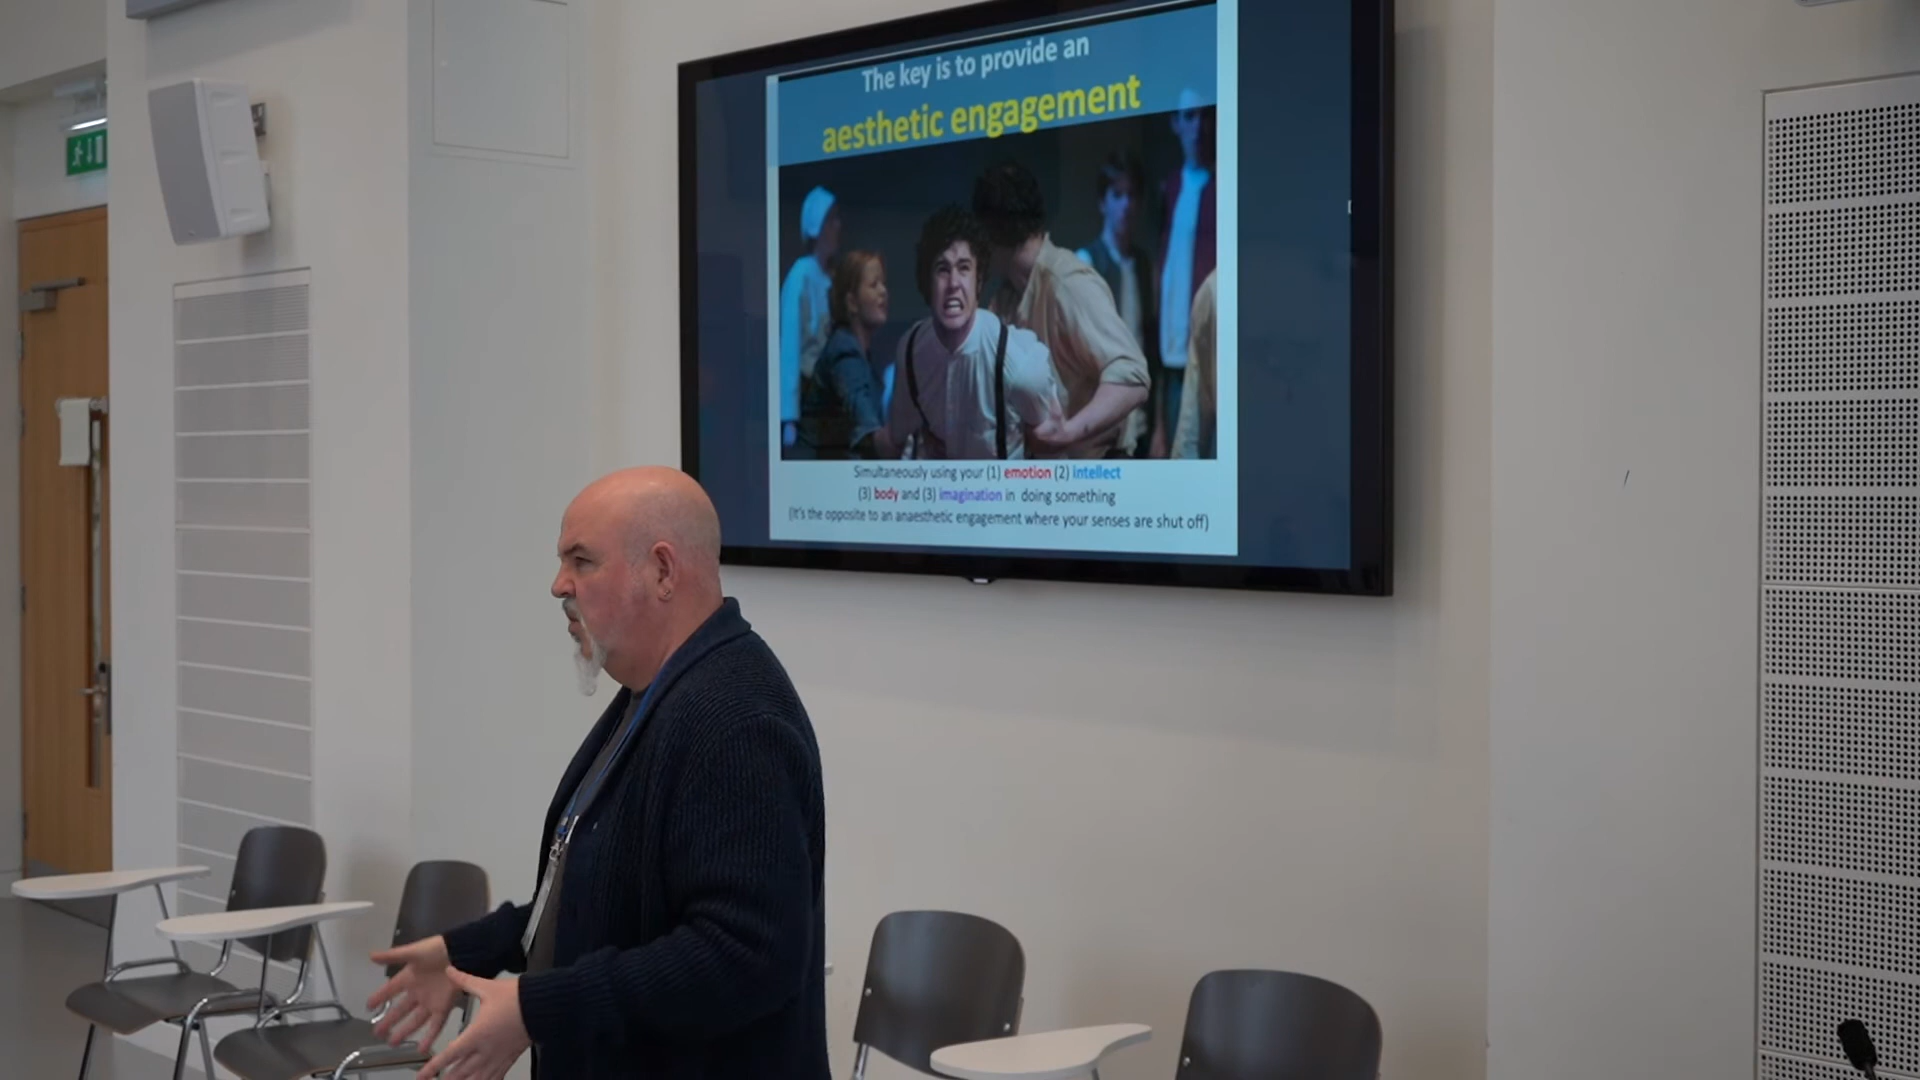 The key is to provide an
aesthetic engagement
Simultaneously using your (1) emotion (2) intellect
(3) body and (3) imagination in doing something
(It's the opposite to an anaesthetic engagement where your senses are shut off)